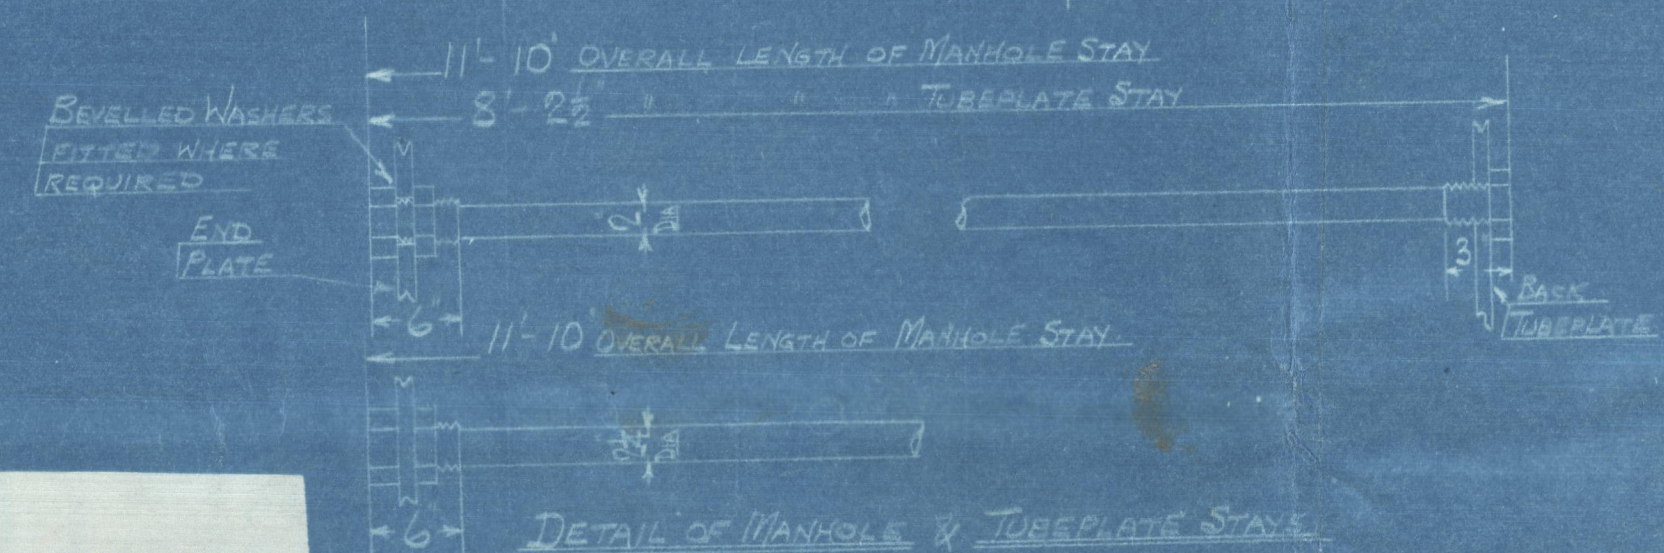 11'-10" OVERALL LENGTH OF MANHOLE STAY
8'-2½" " " " TUBEPLATE STAY
BEVELLED WASHERS
FITTED WHERE
REQUIRED
END
PLATE
2" DIA
3"
6"
BACK
TUBEPLATE
11'-10" OVERALL LENGTH OF MANHOLE STAY.
2¼" DIA
6"
DETAIL OF MANHOLE & TUBEPLATE STAYS.